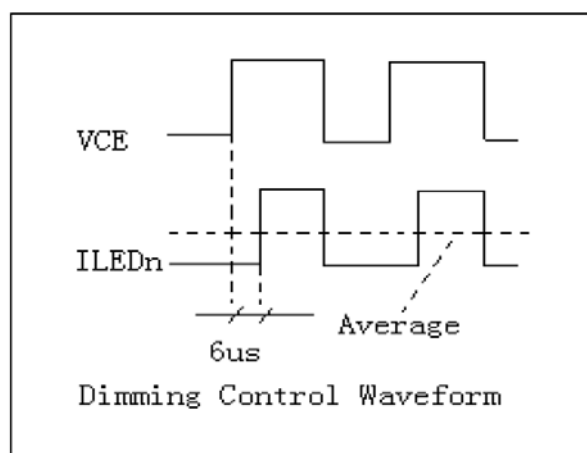 VCE
ILEDn
Average
6us
Dimming Control Waveform